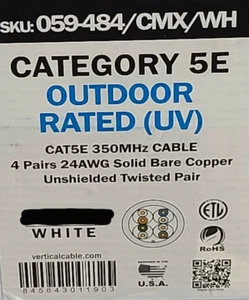 SKU: 059-484/CMX/WH
CATEGORY 5E
OUTDOOR
RATED (UV)
CAT5E 350MHz CABLE
4 Pairs 24AWG Solid Bare Copper
Unshielded Twisted Pair
WHITE
verticalcable.com
U.S.A.
ETL
RoHS
845843011903